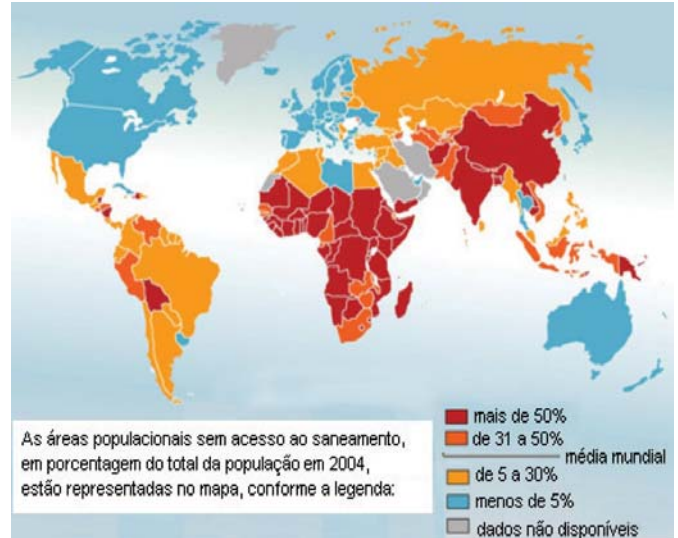 As áreas populacionais sem acesso ao saneamento,
em porcentagem do total da população em 2004,
estão representadas no mapa, conforme a legenda:
mais de 50%
de 31 a 50%
média mundial
de 5 a 30%
menos de 5%
dados não disponíveis